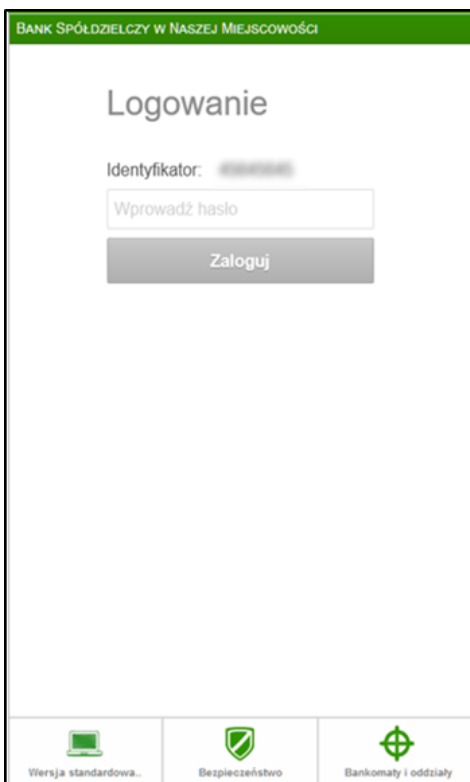 BANK SPÓŁDZIELCZY W NASZEJ MIEJSCOWOŚCI
Logowanie
Identyfikator:
Wprowadź hasło
Zaloguj
Wersja standardowa.. Bezpieczeństwo Bankomaty i oddziały